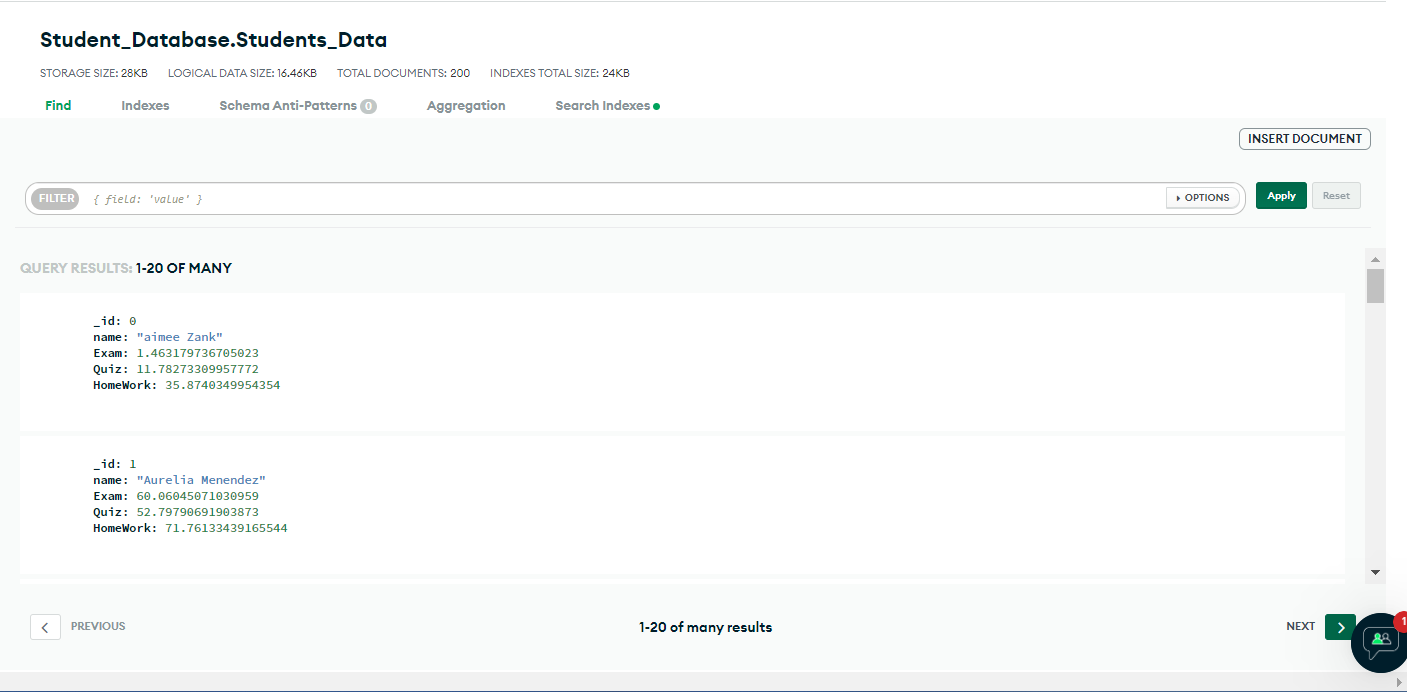 Student_Database.Students_Data
STORAGE SIZE: 28KB LOGICAL DATA SIZE: 16.46KB TOTAL DOCUMENTS: 200 INDEXES TOTAL SIZE: 24KB
Find Indexes Schema Anti-Patterns 0 Aggregation Search Indexes
INSERT DOCUMENT
FILTER { field: 'value' } OPTIONS Apply Reset
QUERY RESULTS: 1-20 OF MANY
_id: 0
name: "aimee Zank"
Exam: 1.463179736705023
Quiz: 11.78273309957772
HomeWork: 35.8740349954354
_id: 1
name: "Aurelia Menendez"
Exam: 60.06045071030959
Quiz: 52.79790691903873
HomeWork: 71.76133439165544
PREVIOUS 1-20 of many results NEXT
1